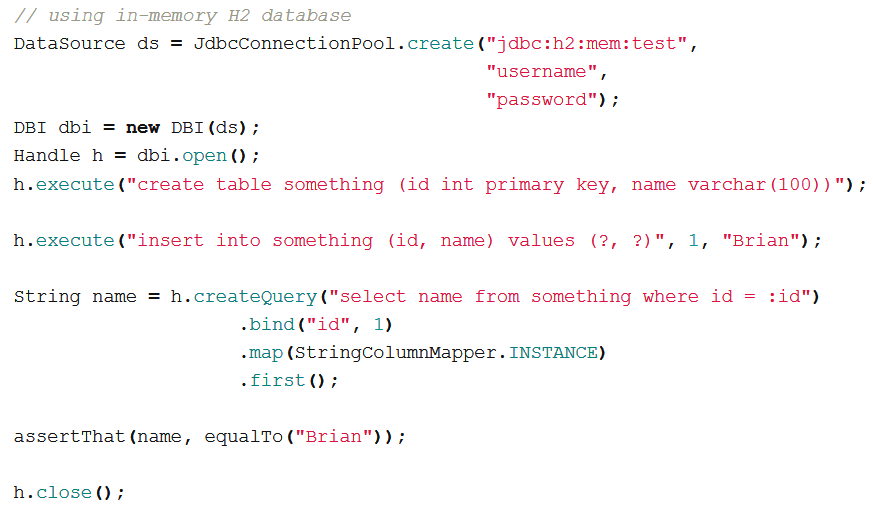 // using in-memory H2 database
DataSource ds = JdbcConnectionPool.create("jdbc:h2:mem:test",
                                          "username",
                                          "password");
DBI dbi = new DBI(ds);
Handle h = dbi.open();
h.execute("create table something (id int primary key, name varchar(100))");

h.execute("insert into something (id, name) values (?, ?)", 1, "Brian");

String name = h.createQuery("select name from something where id = :id")
                    .bind("id", 1)
                    .map(StringColumnMapper.INSTANCE)
                    .first();

assertThat(name, equalTo("Brian"));

h.close();